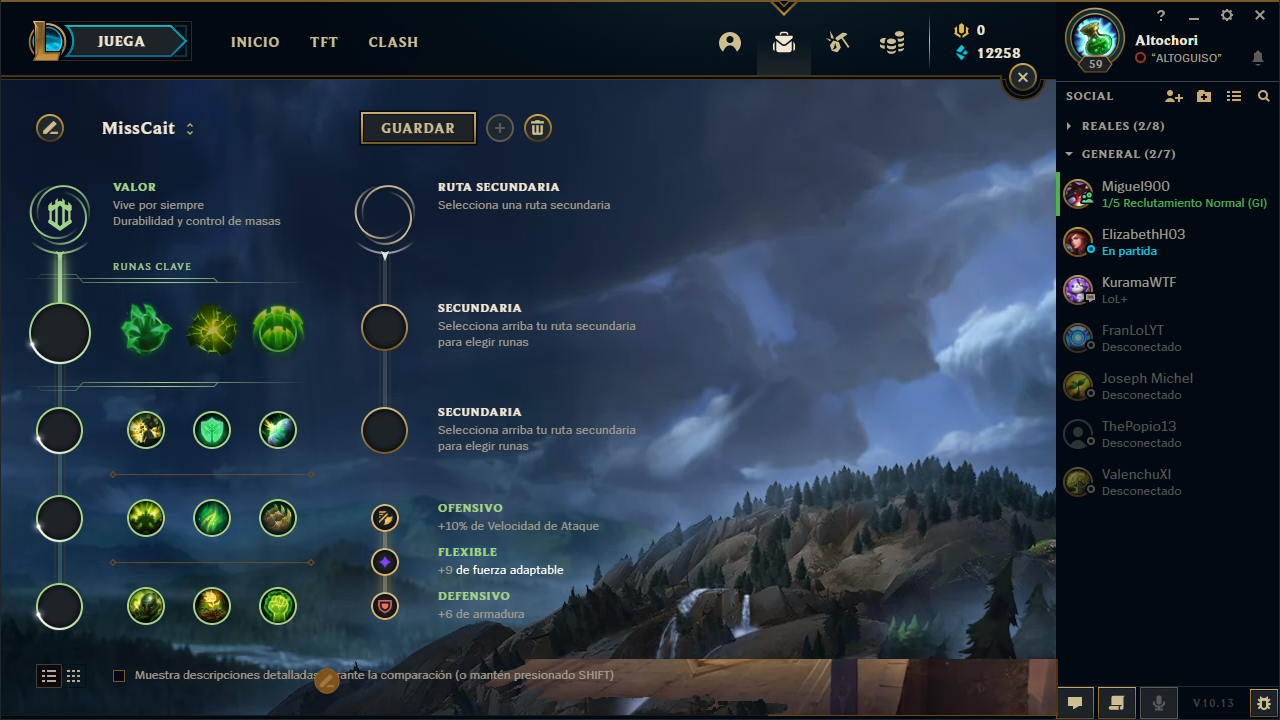 JUEGA
INICIO
TFT
CLASH
0
12258
59
Altochori
"ALTOGUISO"
MissCait
GUARDAR
VALOR
Vive por siempre
Durabilidad y control de masas
RUNAS CLAVE
RUTA SECUNDARIA
Selecciona una ruta secundaria
SECUNDARIA
Selecciona arriba tu ruta secundaria
para elegir runas
SECUNDARIA
Selecciona arriba tu ruta secundaria
para elegir runas
OFENSIVO
+10% de Velocidad de Ataque
FLEXIBLE
+9 de fuerza adaptable
DEFENSIVO
+6 de armadura
Muestra descripciones detalladas rante la comparación (o mantén presionado SHIFT)
SOCIAL
REALES (2/8)
GENERAL (2/7)
Miguel900
1/5 Reclutamiento Normal (GI)
ElizabethH03
En partida
KuramaWTF
LoL+
FranLoLYT
Desconectado
Joseph Michel
Desconectado
ThePopio13
Desconectado
ValenchuXI
Desconectado
V10.13